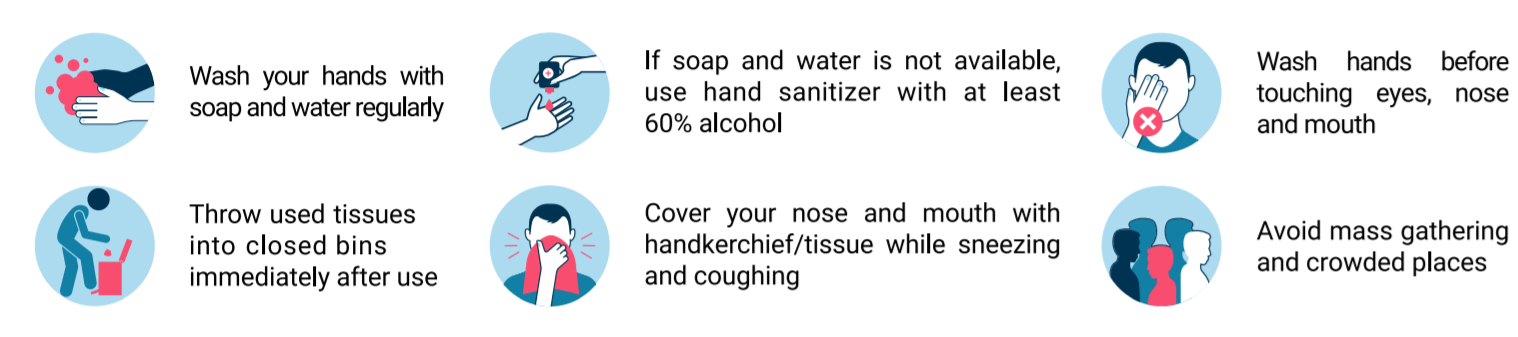 Wash your hands with
soap and water regularly
If soap and water is not available,
use hand sanitizer with at least
60% alcohol
Wash hands before
touching eyes, nose
and mouth
Throw used tissues
into closed bins
immediately after use
Cover your nose and mouth with
handkerchief/tissue while sneezing
and coughing
Avoid mass gathering
and crowded places